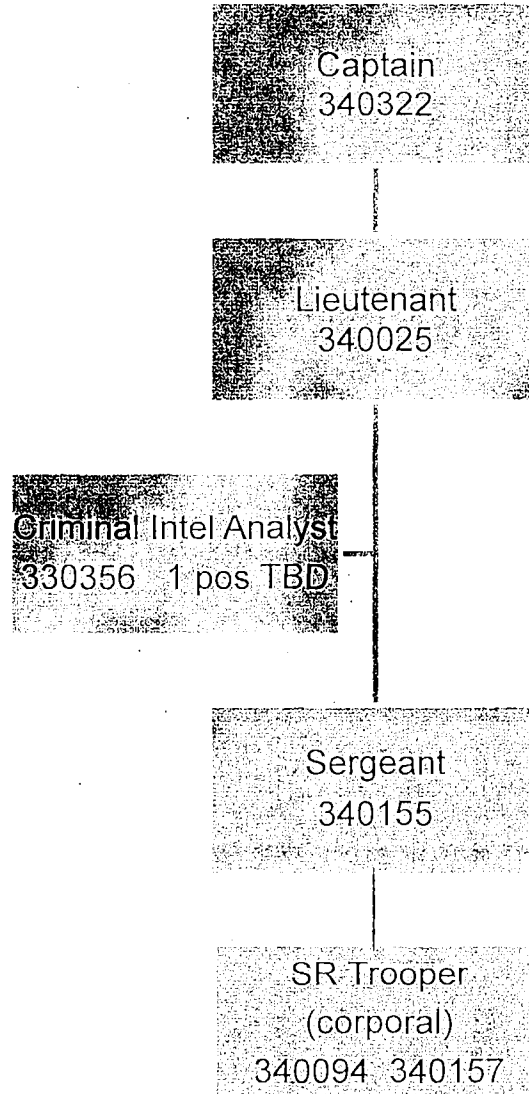 Captain
340322
Lieutenant
340025
Criminal Intel Analyst
330356 1 pos TBD
Sergeant
340155
SR Trooper
(corporal)
340094 340157